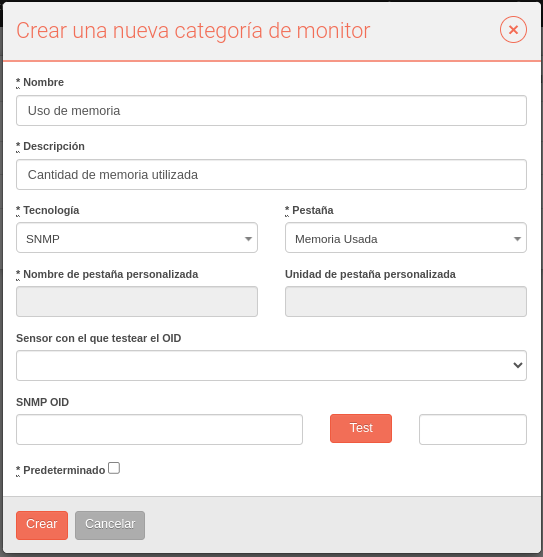 Crear una nueva categoría de monitor
* Nombre
Uso de memoria
* Descripción
Cantidad de memoria utilizada
* Tecnología
* Pestaña
SNMP
Memoria Usada
* Nombre de pestaña personalizada
Unidad de pestaña personalizada
Sensor con el que testear el OID
SNMP OID
Test
* Predeterminado
Crear
Cancelar